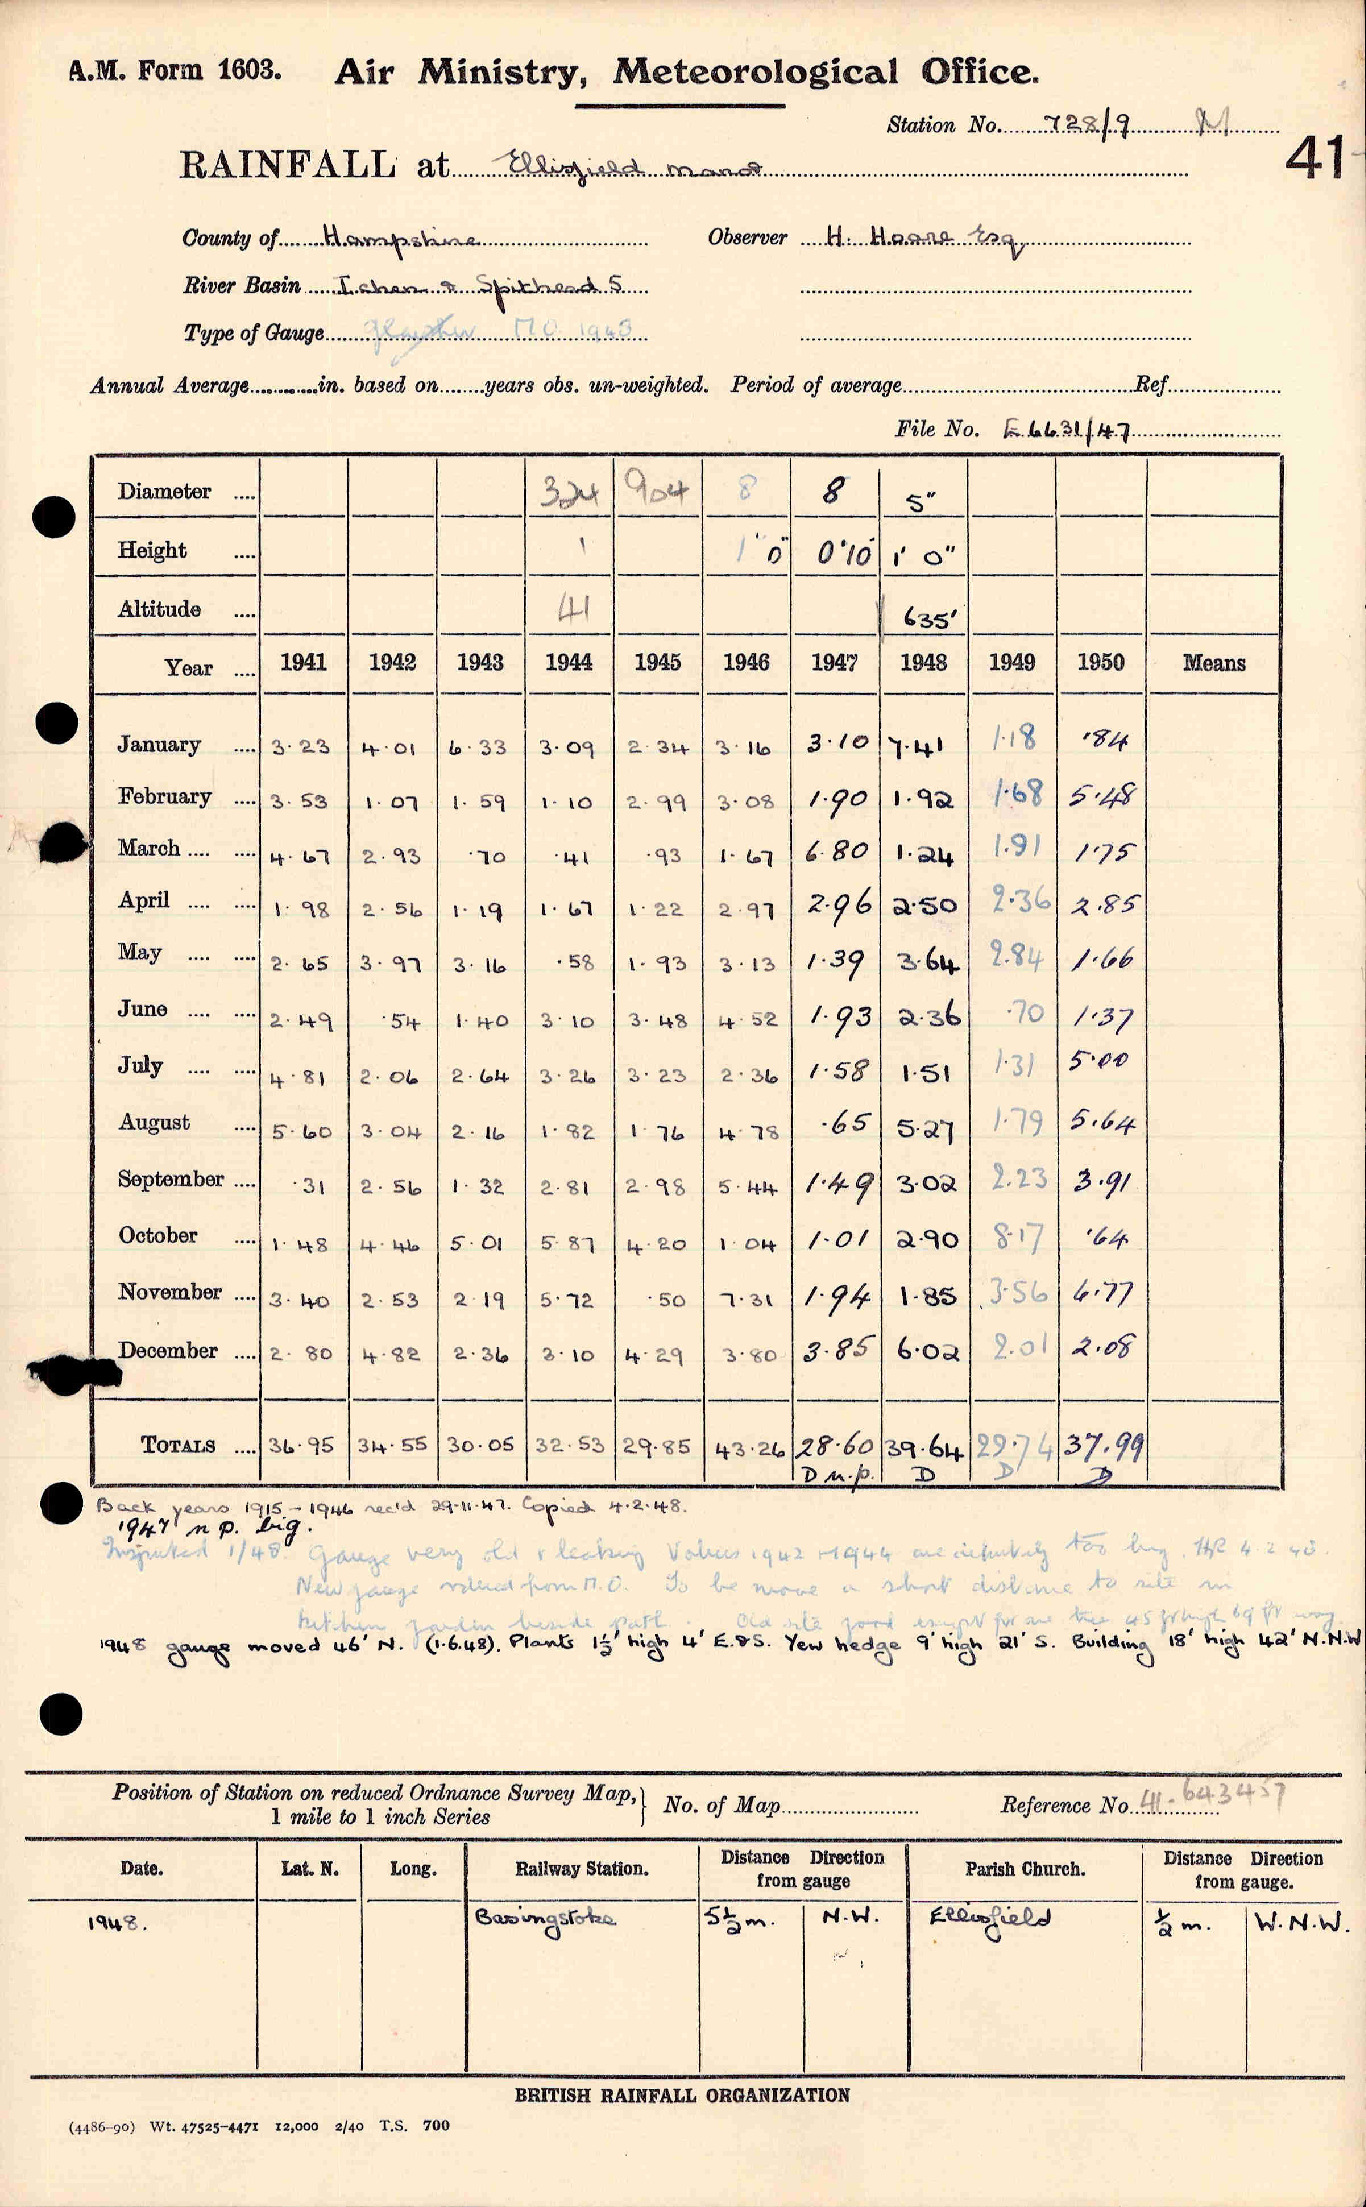 A.M. Form 1603. Air Ministry, Meteorological Office.
Station No. 728/9 M
41
RAINFALL at Ellisfield Manor
County of Hampshire Observer H. Hoare Esq
River Basin Itchen & Spithead S
Type of Gauge M.O. 1948
Annual Average in. based on years obs. un-weighted. Period of average Ref
File No. E 6631/47
Diameter .... 324 904 8 8 5"
Height .... 1 1' 0" 0'10" 1' 0"
Altitude .... 41 635'
Year .... 1941 1942 1943 1944 1945 1946 1947 1948 1949 1950 Means
January .... 3.23 4.01 6.33 3.09 2.34 3.16 3.10 7.41 1.18 .84
February .... 3.53 1.07 1.59 1.10 2.99 3.08 1.90 1.92 1.68 5.48
March .... .... 4.67 2.93 .70 .41 .93 1.67 6.80 1.24 1.91 1.75
April .... .... 1.98 2.56 1.19 1.67 1.22 2.97 2.96 2.50 2.36 2.85
May .... .... 2.65 3.97 3.16 .58 1.93 3.13 1.39 3.64 2.84 1.66
June .... .... 2.49 .54 1.40 3.10 3.48 4.52 1.93 2.36 .70 1.37
July .... .... 4.81 2.06 2.64 3.26 3.23 2.36 1.58 1.51 1.31 5.00
August .... 5.60 3.04 2.16 1.82 1.76 4.78 .65 5.27 1.79 5.64
September .... .31 2.56 1.32 2.81 2.98 5.44 1.49 3.02 2.23 3.91
October .... 1.48 4.46 5.01 5.87 4.20 1.04 1.01 2.90 8.17 .64
November .... 3.40 2.53 2.19 5.72 .50 7.31 1.94 1.85 3.56 6.77
December .... 2.80 4.82 2.36 3.10 4.29 3.80 3.85 6.02 2.01 2.08
TOTALS .... 36.95 34.55 30.05 32.53 29.85 43.26 28.60 39.64 29.74 37.99
D n.p. D D D
Back years 1915-1946 rec'd 29.11.47. Copied 4.2.48.
1947 n p. big.
Inspected 1/48. Gauge very old & leaking Values 1942-1944 are definitely too big.
New gauge ordered from M.O. To be move a short distance to site in
kitchen garden beside path. Old site good except for one tree 45 ft high 69 ft away.
1948 gauge moved 46' N. (1.6.48). Plants 1½' high 4' E.&S. Yew hedge 9' high 21' S. Building 18' high 42' N.N.W
Position of Station on reduced Ordnance Survey Map, 1 mile to 1 inch Series } No. of Map Reference No. 41. 643457
Date. Lat. N. Long. Railway Station. Distance Direction from gauge Parish Church. Distance Direction from gauge.
1948. Basingstoke 5½ m. N.W. Ellisfield ½ m. W.N.W.
BRITISH RAINFALL ORGANIZATION
(4486-90) Wt. 47525-4471 12,000 2/40 T.S. 700